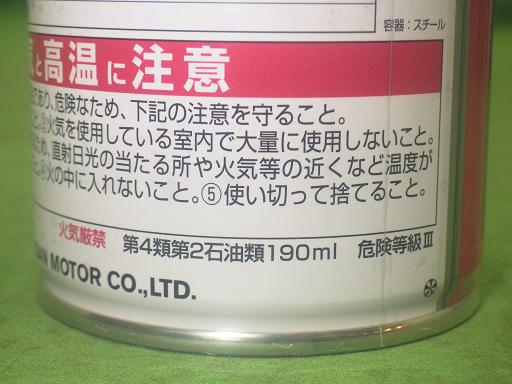 容器：スチール
と高温に注意
であり、危険なため、下記の注意を守ること。
②火気を使用している室内で大量に使用しないこと。
ため、直射日光の当たる所や火気等の近くなど温度が
火の中に入れないこと。⑤使い切って捨てること。
火気厳禁 第4類第2石油類190ml 危険等級Ⅲ
AN MOTOR CO.,LTD.